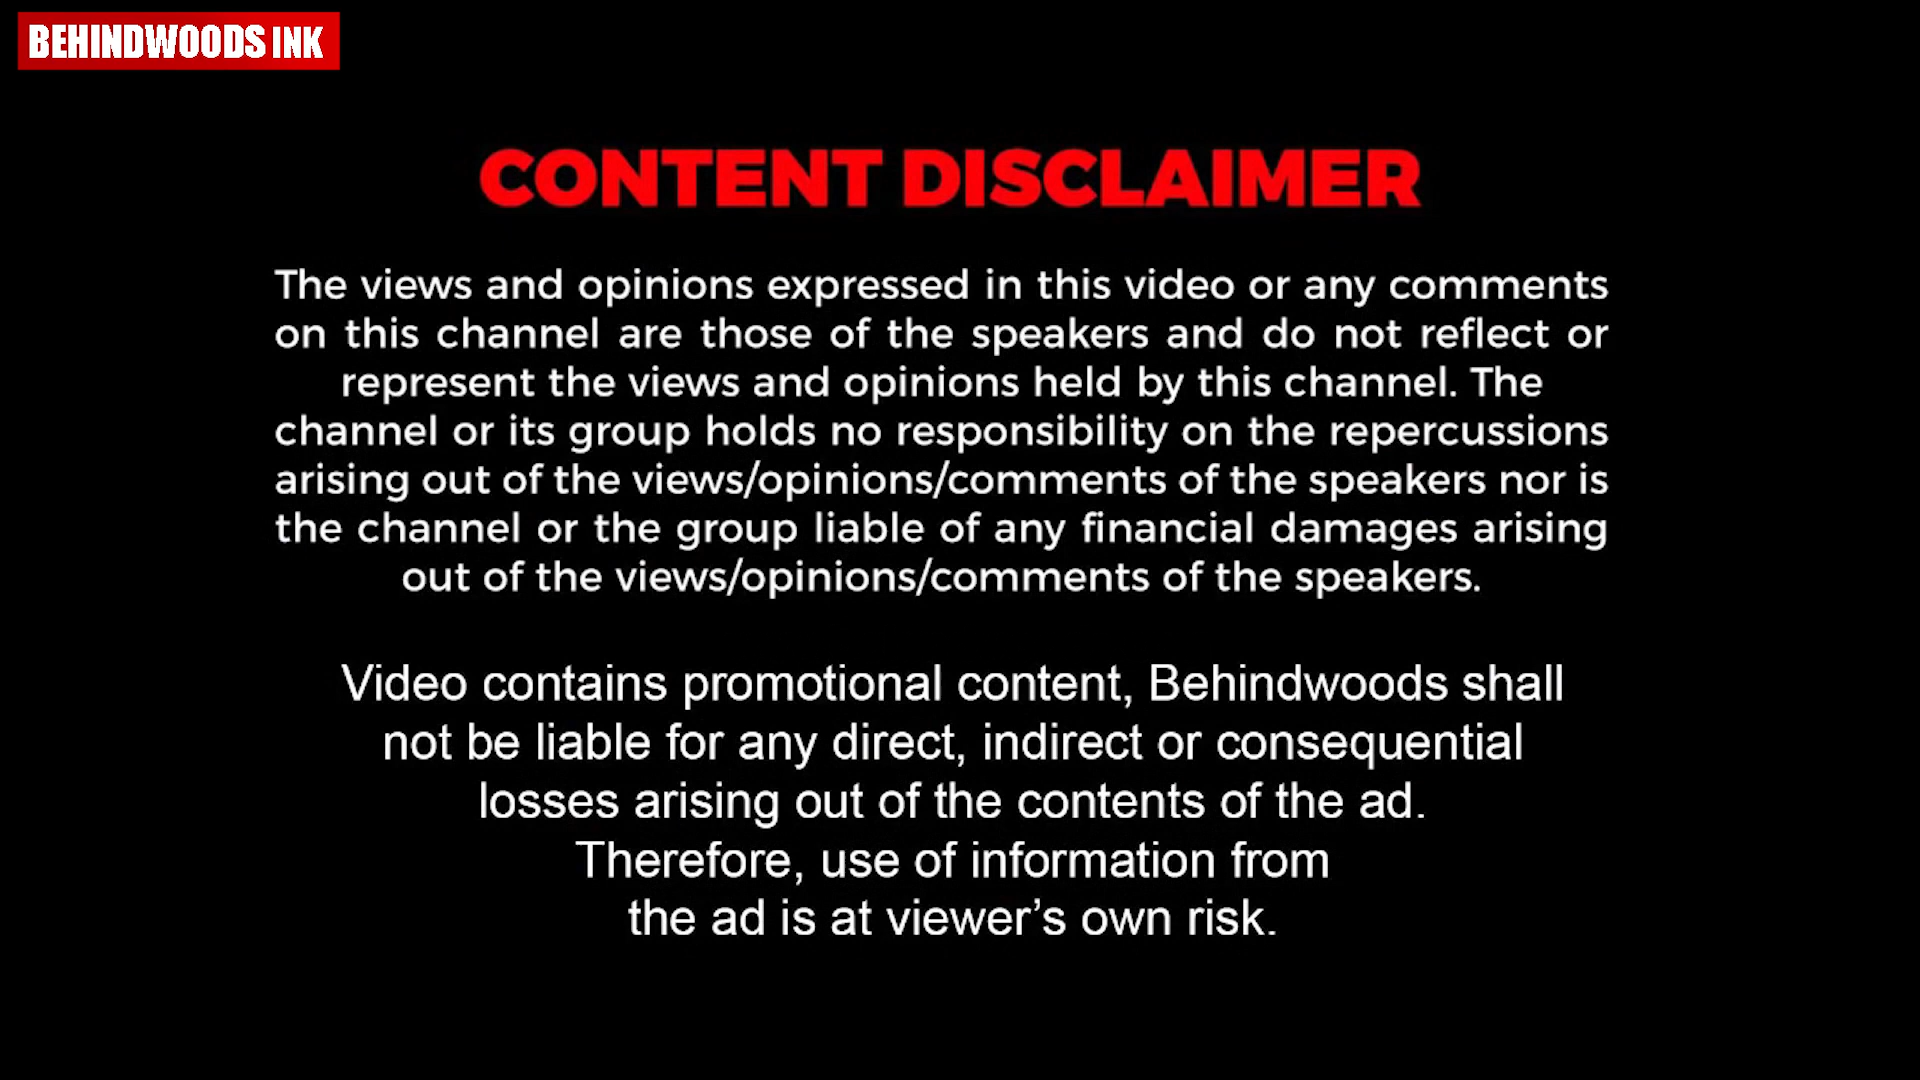 BEHINDWOODS INK
CONTENT DISCLAIMER
The views and opinions expressed in this video or any comments
on this channel are those of the speakers and do not reflect or
represent the views and opinions held by this channel. The
channel or its group holds no responsibility on the repercussions
arising out of the views/opinions/comments of the speakers nor is
the channel or the group liable of any financial damages arising
out of the views/opinions/comments of the speakers.
Video contains promotional content, Behindwoods shall
not be liable for any direct, indirect or consequential
losses arising out of the contents of the ad.
Therefore, use of information from
the ad is at viewer’s own risk.